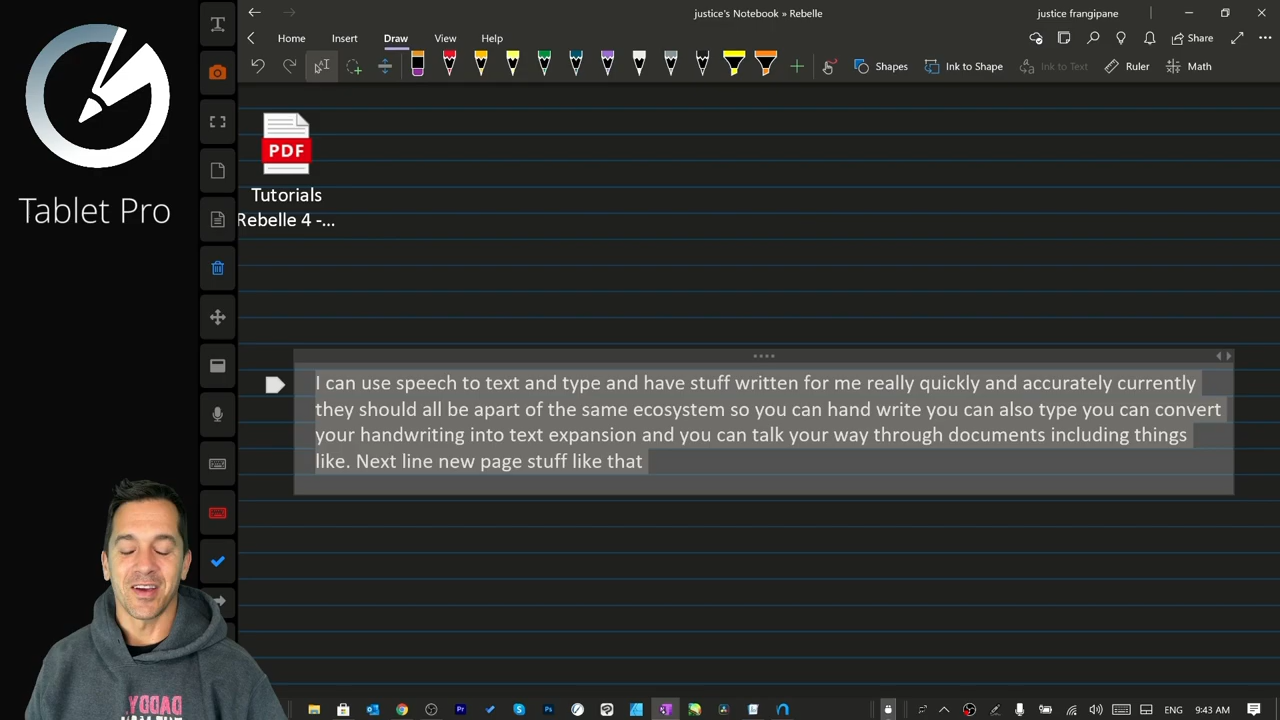 justice's Notebook » Rebelle
justice frangipane
Home Insert Draw View Help
Share
Shapes Ink to Shape Ink to Text Ruler Math
PDF
Tutorials
Rebelle 4 -...
Tablet Pro
I can use speech to text and type and have stuff written for me really quickly and accurately currently
they should all be apart of the same ecosystem so you can hand write you can also type you can convert
your handwriting into text expansion and you can talk your way through documents including things
like. Next line new page stuff like that
DADDY
ENG 9:43 AM